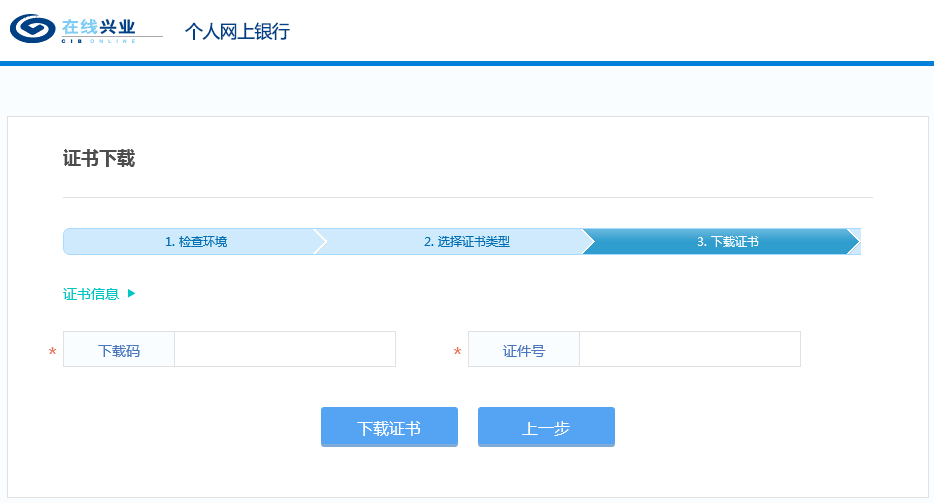 在线兴业
CIB ONLINE
个人网上银行
证书下载
1. 检查环境
2. 选择证书类型
3. 下载证书
证书信息
* 下载码
* 证件号
下载证书
上一步